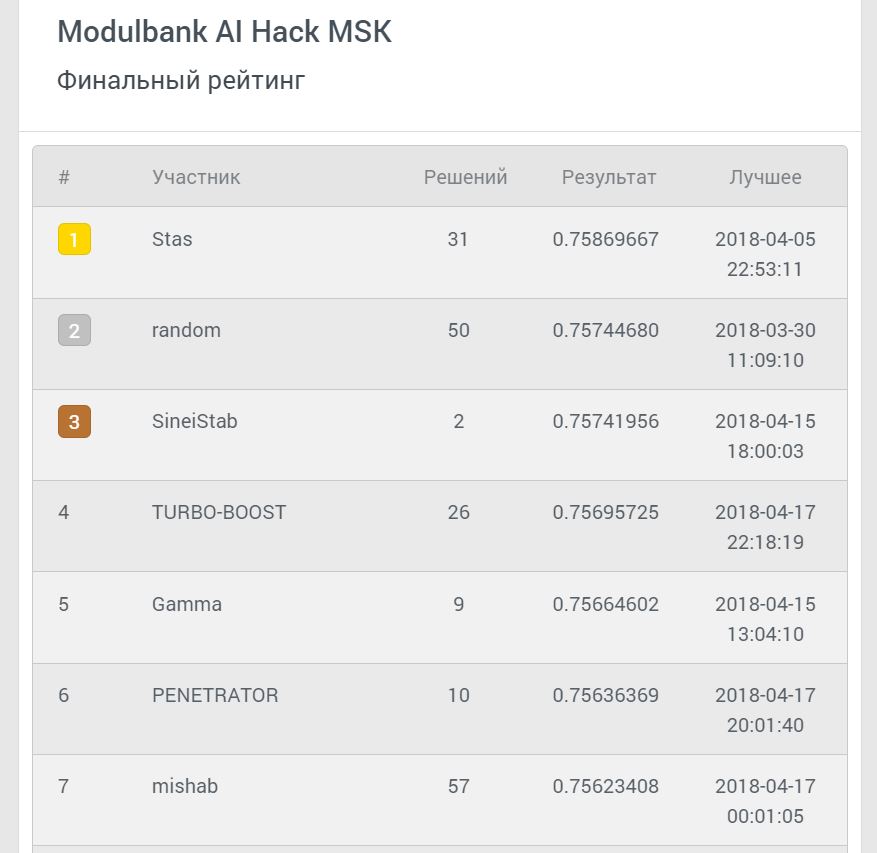 Modulbank AI Hack MSK
Финальный рейтинг
# Участник Решений Результат Лучшее
1 Stas 31 0.75869667 2018-04-05
22:53:11
2 random 50 0.75744680 2018-03-30
11:09:10
3 SineiStab 2 0.75741956 2018-04-15
18:00:03
4 TURBO-BOOST 26 0.75695725 2018-04-17
22:18:19
5 Gamma 9 0.75664602 2018-04-15
13:04:10
6 PENETRATOR 10 0.75636369 2018-04-17
20:01:40
7 mishab 57 0.75623408 2018-04-17
00:01:05